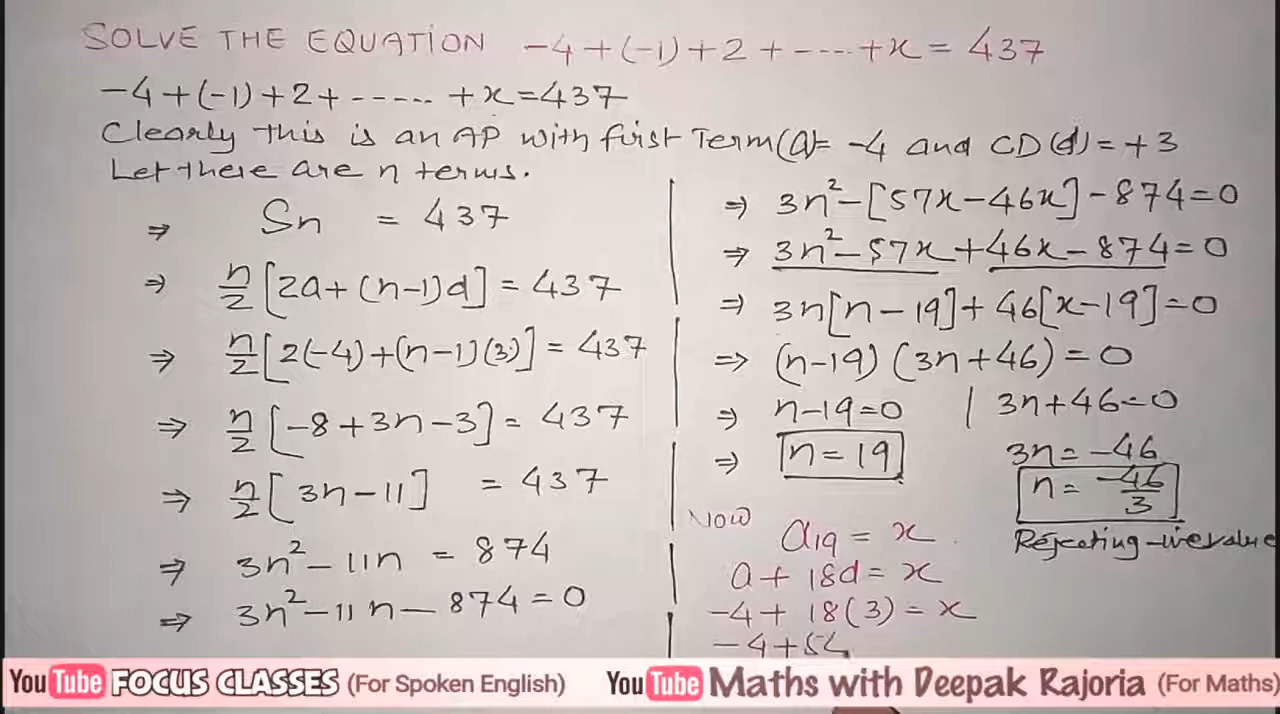 SOLVE THE EQUATION -4+(-1)+2+-----+x=437
-4+(-1)+2+------+x=437
Clearly this is an AP with first Term(a)= -4 and CD(d)=+3
Let there are n terms.
⇒ Sn = 437
⇒ n/2[2a+(n-1)d]=437
⇒ n/2[2(-4)+(n-1)(3)]=437
⇒ n/2[-8+3n-3]=437
⇒ n/2[3n-11] =437
⇒ 3n²-11n = 874
⇒ 3n²-11n-874=0
⇒ 3n²-[57x-46x]-874=0
⇒ 3n²-57x+46x-874=0
⇒ 3n[n-19]+46[x-19]=0
⇒ (n-19)(3n+46)=0
⇒ n-19=0 | 3n+46=0
⇒ n=19
3n=-46
n=-46/3
Rejecting -ive value
Now a₁₉ = x
a+18d=x
-4+18(3)=x
-4+54
YouTube FOCUS CLASSES (For Spoken English) YouTube Maths with Deepak Rajoria (For Maths)